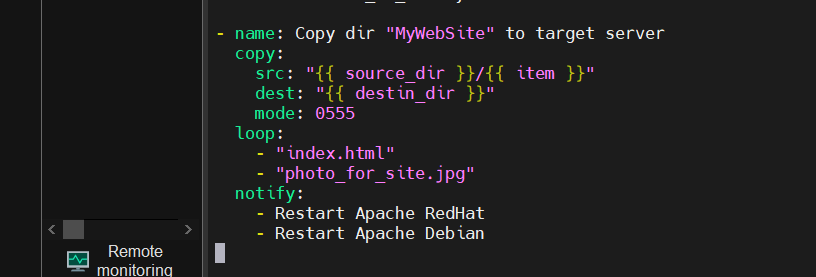 - name: Copy dir "MyWebSite" to target server
  copy:
    src: "{{ source_dir }}/{{ item }}"
    dest: "{{ destin_dir }}"
    mode: 0555
  loop:
    - "index.html"
    - "photo_for_site.jpg"
  notify:
    - Restart Apache RedHat
    - Restart Apache Debian
Remote
monitoring